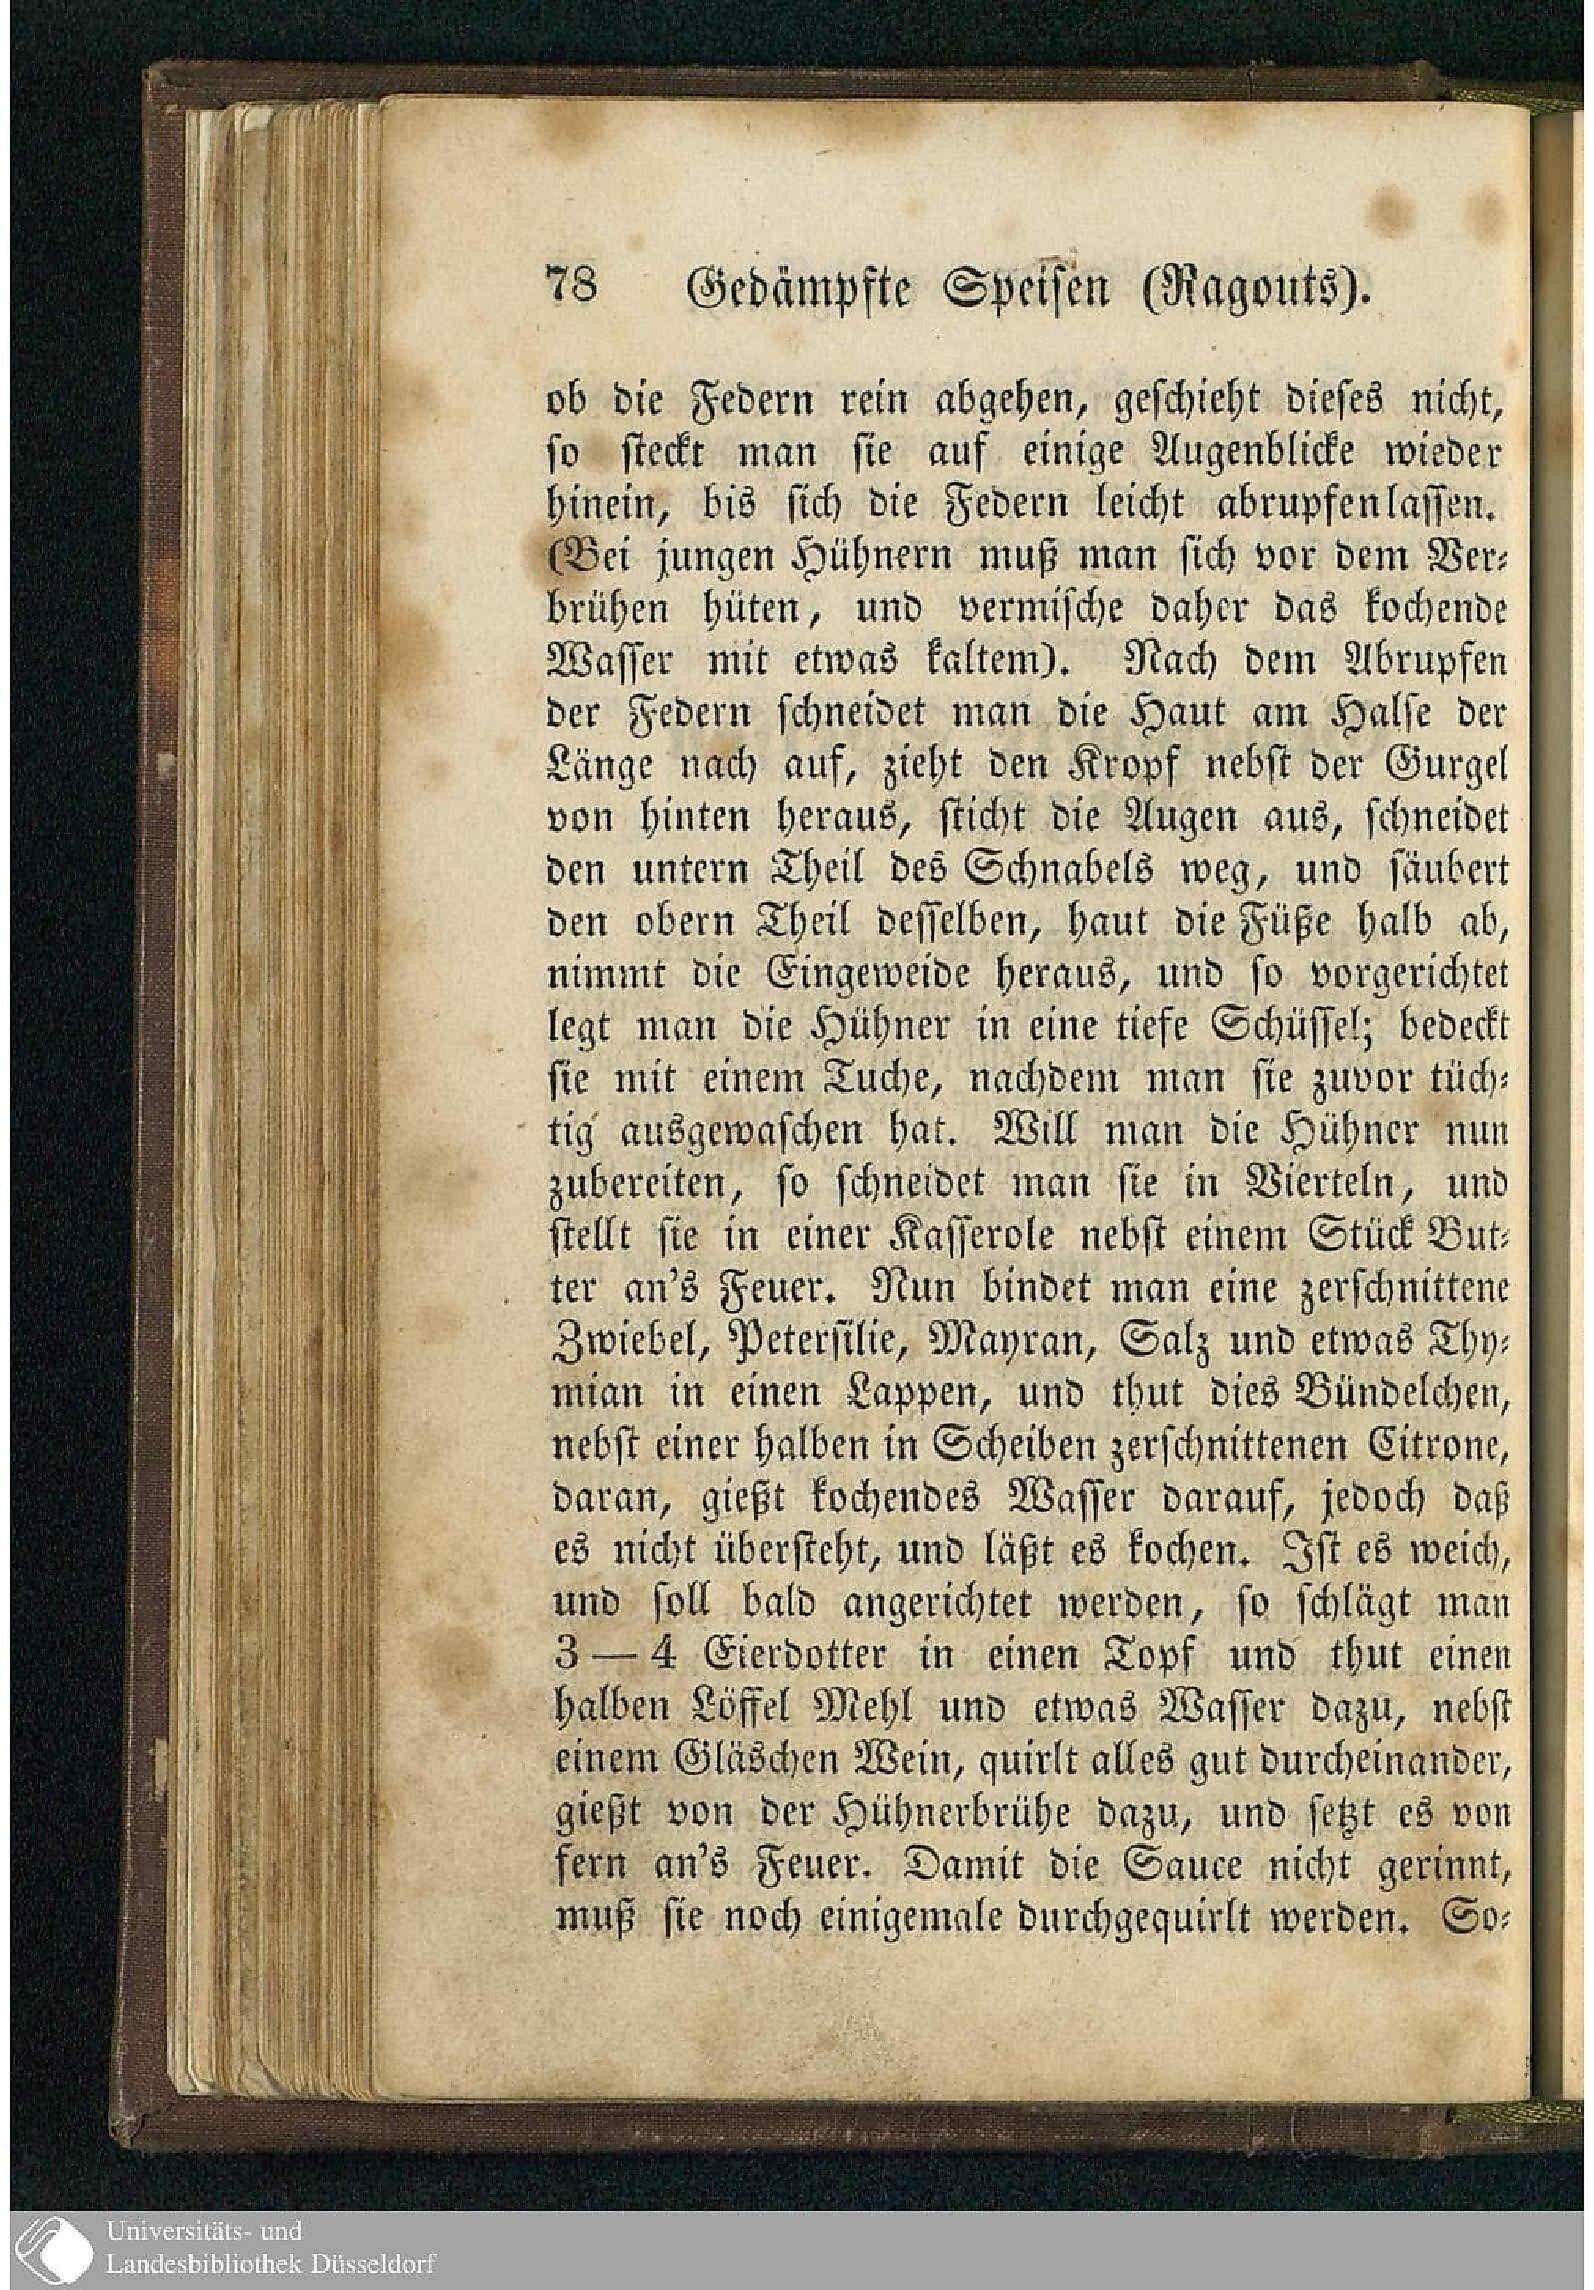 78 Gedämpfte Speisen (Ragouts).
ob die Federn rein abgehen, geschieht dieses nicht,
so steckt man sie auf einige Augenblicke wieder
hinein, bis sich die Federn leicht abrupfen lassen.
(Bei jungen Hühnern muß man sich vor dem Ver-
brühen hüten, und vermische daher das kochende
Wasser mit etwas kaltem). Nach dem Abrupfen
der Federn schneidet man die Haut am Halse der
Länge nach auf, zieht den Kropf nebst der Gurgel
von hinten heraus, sticht die Augen aus, schneidet
den untern Theil des Schnabels weg, und säubert
den obern Theil desselben, haut die Füße halb ab,
nimmt die Eingeweide heraus, und so vorgerichtet
legt man die Hühner in eine tiefe Schüssel; bedeckt
sie mit einem Tuche, nachdem man sie zuvor tüch-
tig ausgewaschen hat. Will man die Hühner nun
zubereiten, so schneidet man sie in Vierteln, und
stellt sie in einer Kasserole nebst einem Stück But-
ter an's Feuer. Nun bindet man eine zerschnittene
Zwiebel, Petersilie, Mayran, Salz und etwas Thy-
mian in einen Lappen, und thut dies Bündelchen,
nebst einer halben in Scheiben zerschnittenen Citrone,
daran, gießt kochendes Wasser darauf, jedoch daß
es nicht übersteht, und läßt es kochen. Ist es weich,
und soll bald angerichtet werden, so schlägt man
3 — 4 Eierdotter in einen Topf und thut einen
halben Löffel Mehl und etwas Wasser dazu, nebst
einem Gläschen Wein, quirlt alles gut durcheinander,
gießt von der Hühnerbrühe dazu, und setzt es von
fern an's Feuer. Damit die Sauce nicht gerinnt,
muß sie noch einigemale durchgequirlt werden. So-
Universitäts- und
Landesbibliothek Düsseldorf